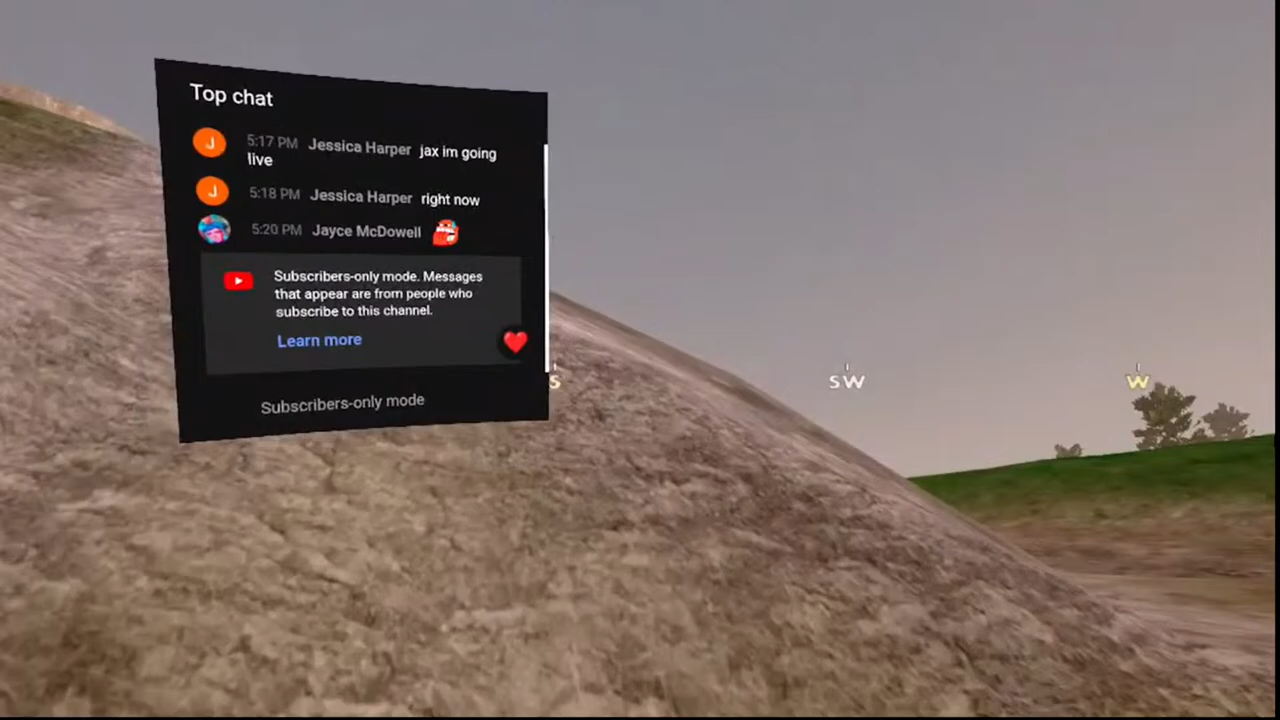 Top chat
J 5:17 PM Jessica Harper jax im going
live
J 5:18 PM Jessica Harper right now
5:20 PM Jayce McDowell
Subscribers-only mode. Messages
that appear are from people who
subscribe to this channel.
Learn more
Subscribers-only mode
S SW W